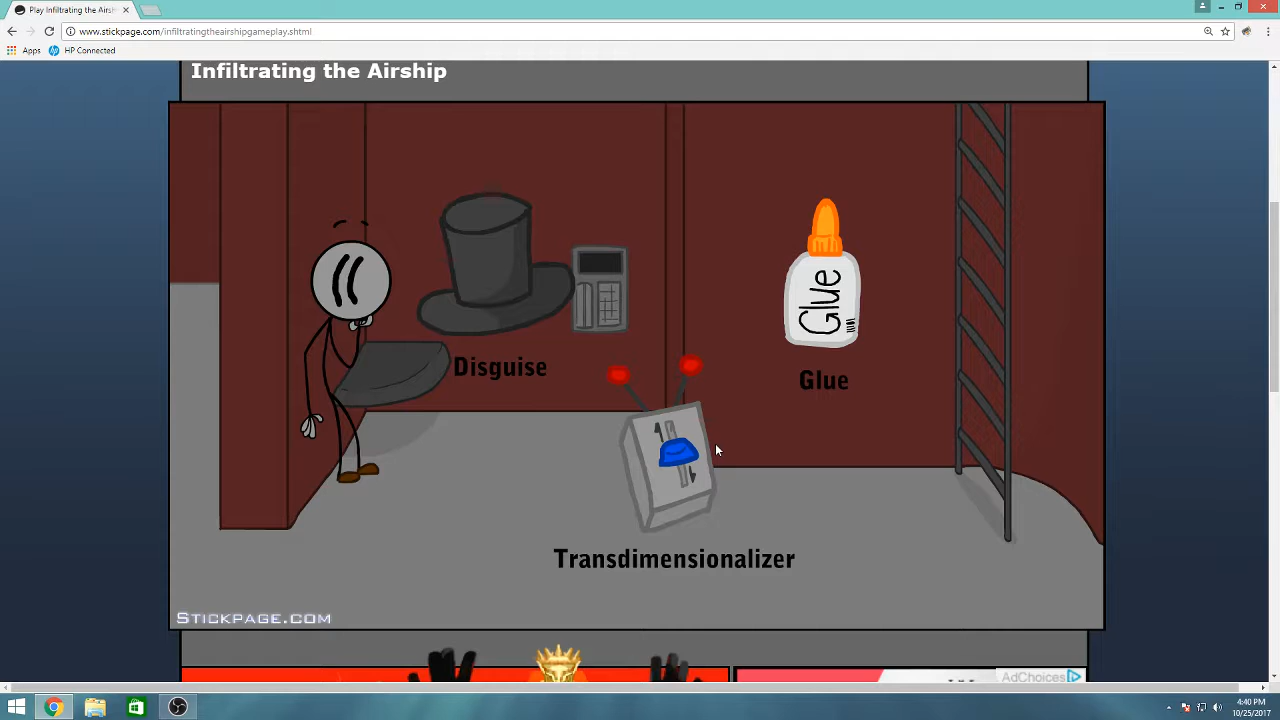 Play Infiltrating the Airsh
www.stickpage.com/infiltratingtheairshipgameplay.shtml
Apps
HP Connected
Infiltrating the Airship
Glue
Disguise
Glue
Transdimensionalizer
STICKPAGE.COM
AdChoices
4:40 PM
10/25/2017